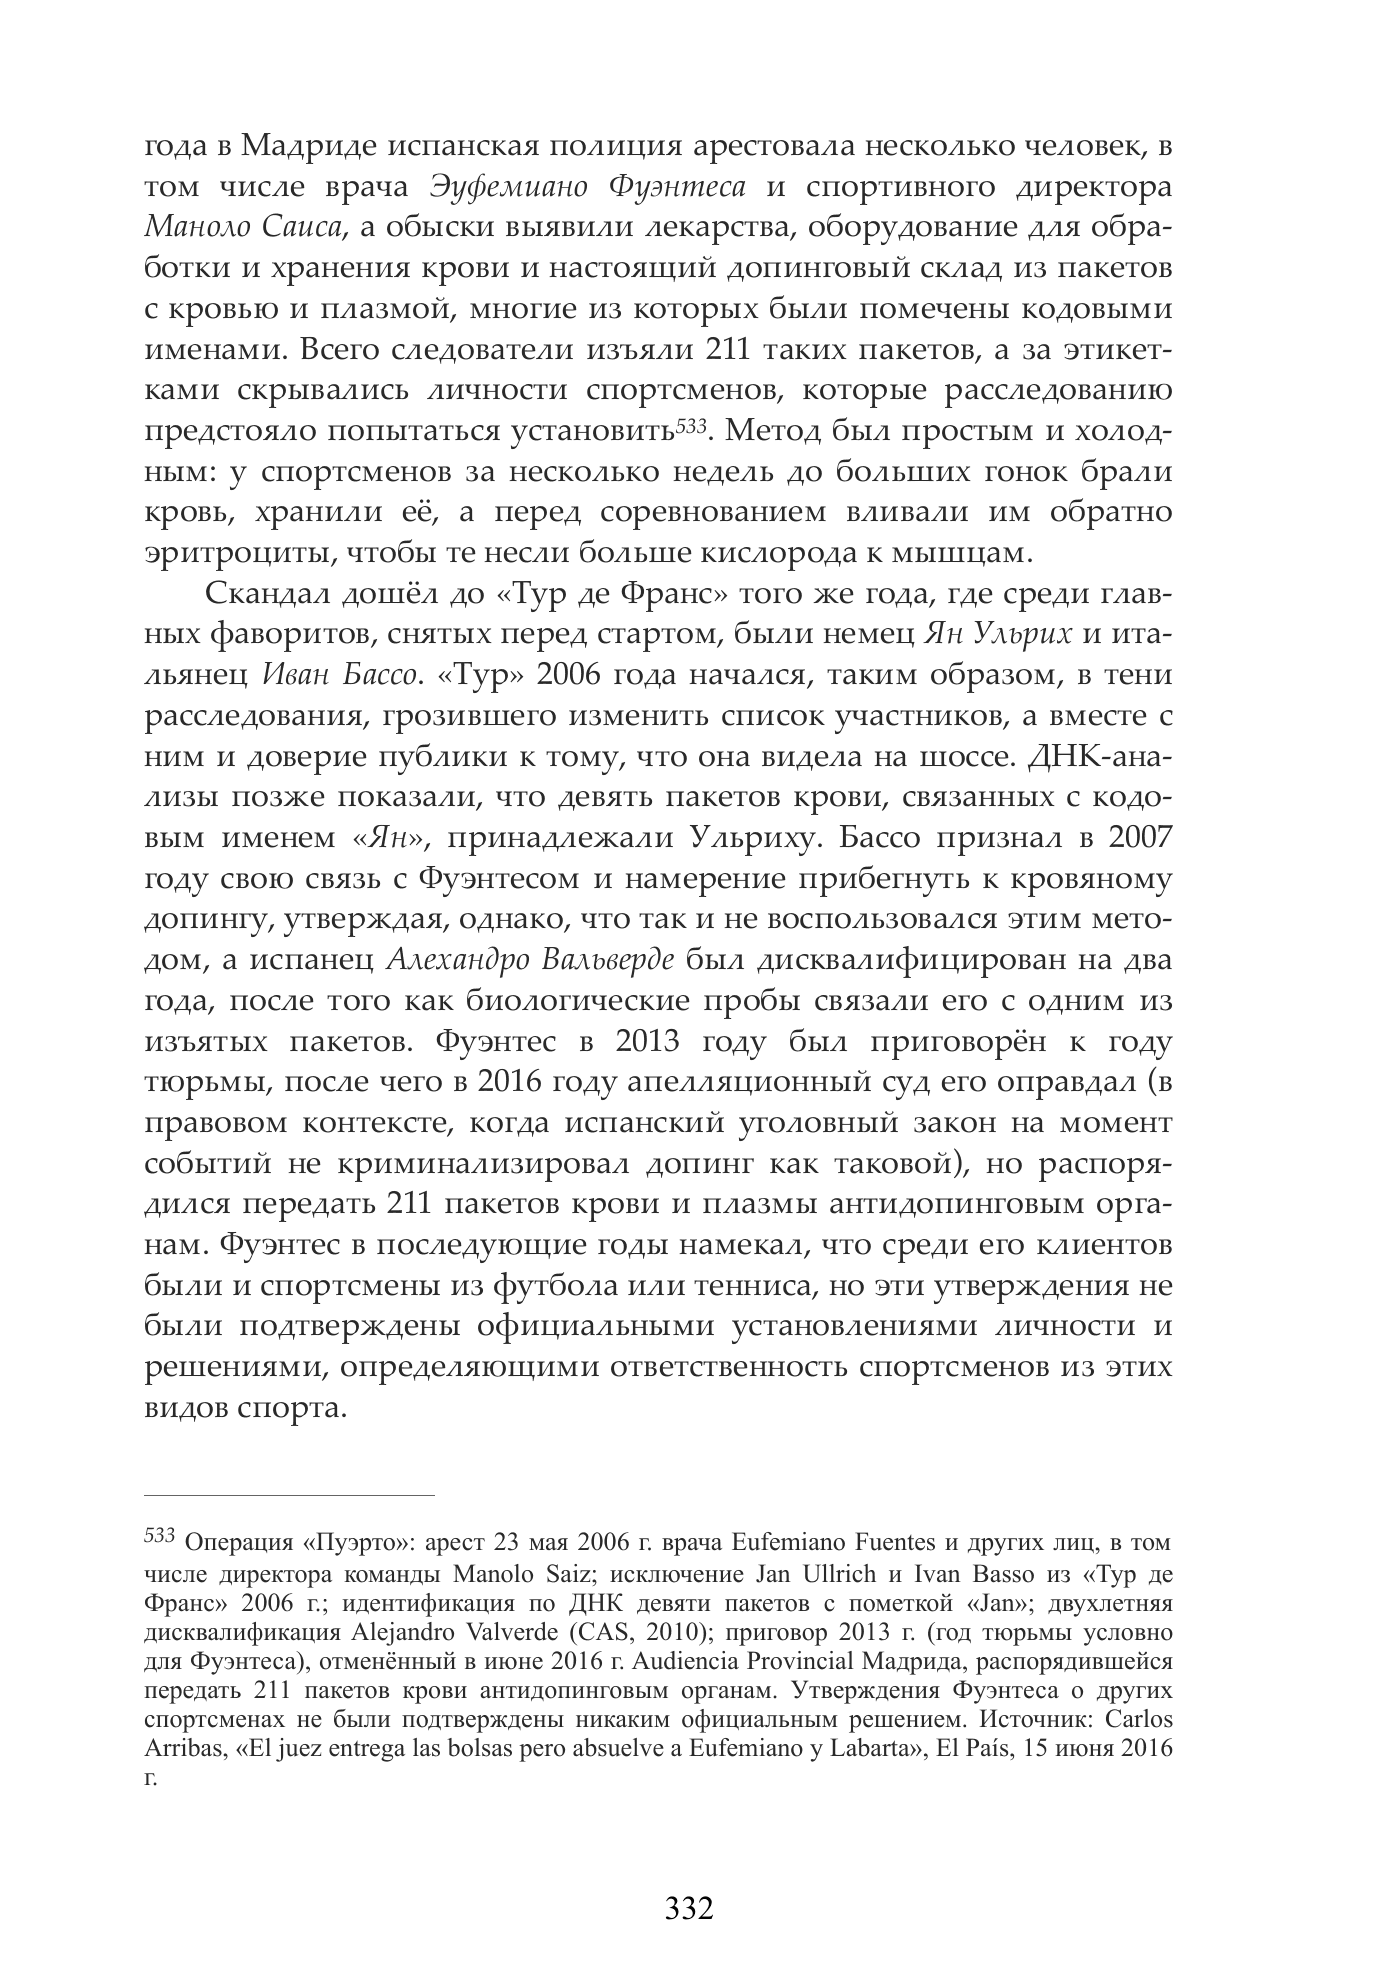 года в Мадриде испанская полиция арестовала несколько человек, в
том числе врача Эуфемиано Фуэнтеса и спортивного директора
Маноло Саиса, а обыски выявили лекарства, оборудование для обра-
ботки и хранения крови и настоящий допинговый склад из пакетов
с кровью и плазмой, многие из которых были помечены кодовыми
именами. Всего следователи изъяли 211 таких пакетов, а за этикет-
ками скрывались личности спортсменов, которые расследованию
предстояло попытаться установить533. Метод был простым и холод-
ным: у спортсменов за несколько недель до больших гонок брали
кровь, хранили её, а перед соревнованием вливали им обратно
эритроциты, чтобы те несли больше кислорода к мышцам.
Скандал дошёл до «Тур де Франс» того же года, где среди глав-
ных фаворитов, снятых перед стартом, были немец Ян Ульрих и ита-
льянец Иван Бассо. «Тур» 2006 года начался, таким образом, в тени
расследования, грозившего изменить список участников, а вместе с
ним и доверие публики к тому, что она видела на шоссе. ДНК-ана-
лизы позже показали, что девять пакетов крови, связанных с кодо-
вым именем «Ян», принадлежали Ульриху. Бассо признал в 2007
году свою связь с Фуэнтесом и намерение прибегнуть к кровяному
допингу, утверждая, однако, что так и не воспользовался этим мето-
дом, а испанец Алехандро Вальверде был дисквалифицирован на два
года, после того как биологические пробы связали его с одним из
изъятых пакетов. Фуэнтес в 2013 году был приговорён к году
тюрьмы, после чего в 2016 году апелляционный суд его оправдал (в
правовом контексте, когда испанский уголовный закон на момент
событий не криминализировал допинг как таковой), но распоря-
дился передать 211 пакетов крови и плазмы антидопинговым орга-
нам. Фуэнтес в последующие годы намекал, что среди его клиентов
были и спортсмены из футбола или тенниса, но эти утверждения не
были подтверждены официальными установлениями личности и
решениями, определяющими ответственность спортсменов из этих
видов спорта.
533 Операция «Пуэрто»: арест 23 мая 2006 г. врача Eufemiano Fuentes и других лиц, в том
числе директора команды Manolo Saiz; исключение Jan Ullrich и Ivan Basso из «Тур де
Франс» 2006 г.; идентификация по ДНК девяти пакетов с пометкой «Jan»; двухлетняя
дисквалификация Alejandro Valverde (CAS, 2010); приговор 2013 г. (год тюрьмы условно
для Фуэнтеса), отменённый в июне 2016 г. Audiencia Provincial Мадрида, распорядившейся
передать 211 пакетов крови антидопинговым органам. Утверждения Фуэнтеса о других
спортсменах не были подтверждены никаким официальным решением. Источник: Carlos
Arribas, «El juez entrega las bolsas pero absuelve a Eufemiano y Labarta», El País, 15 июня 2016
г.
332